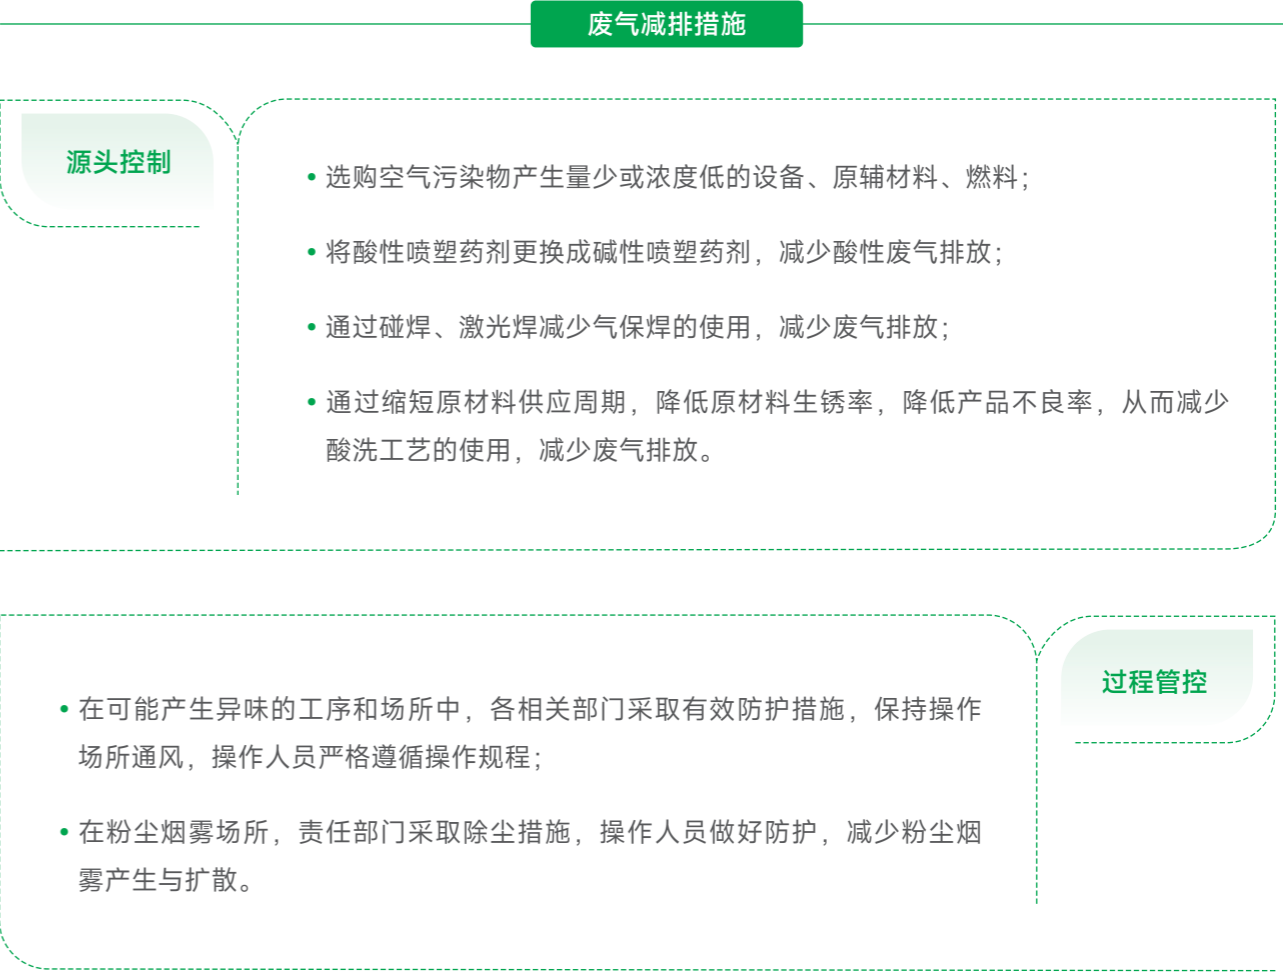 废气减排措施
源头控制
• 选购空气污染物产生量少或浓度低的设备、原辅材料、燃料；
• 将酸性喷塑药剂更换成碱性喷塑药剂，减少酸性废气排放；
• 通过碰焊、激光焊减少气保焊的使用，减少废气排放；
• 通过缩短原材料供应周期，降低原材料生锈率，降低产品不良率，从而减少
酸洗工艺的使用，减少废气排放。
过程管控
• 在可能产生异味的工序和场所中，各相关部门采取有效防护措施，保持操作
场所通风，操作人员严格遵循操作规程；
• 在粉尘烟雾场所，责任部门采取除尘措施，操作人员做好防护，减少粉尘烟
雾产生与扩散。